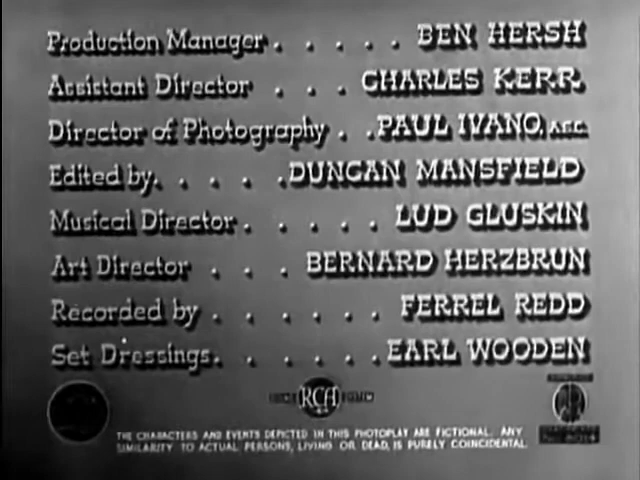 Production Manager . . . . . BEN HERSH
Assistant Director . . . CHARLES KERR
Director of Photography . . PAUL IVANO, A.S.C.
Edited by. . . . . DUNCAN MANSFIELD
Musical Director . . . . . LUD GLUSKIN
Art Director . . . BERNARD HERZBRUN
Recorded by . . . . . . FERREL REDD
Set Dressings. . . . . . EARL WOODEN
RCA
THE CHARACTERS AND EVENTS DEPICTED IN THIS PHOTOPLAY ARE FICTIONAL. ANY
SIMILARITY TO ACTUAL PERSONS, LIVING OR DEAD, IS PURELY COINCIDENTAL.